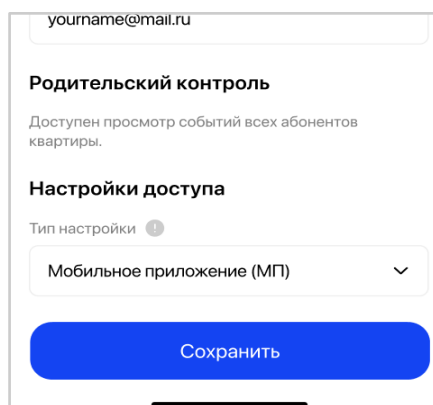 yourname@mail.ru
Родительский контроль
Доступен просмотр событий всех абонентов
квартиры.
Настройки доступа
Тип настройки !
Мобильное приложение (МП)
Сохранить